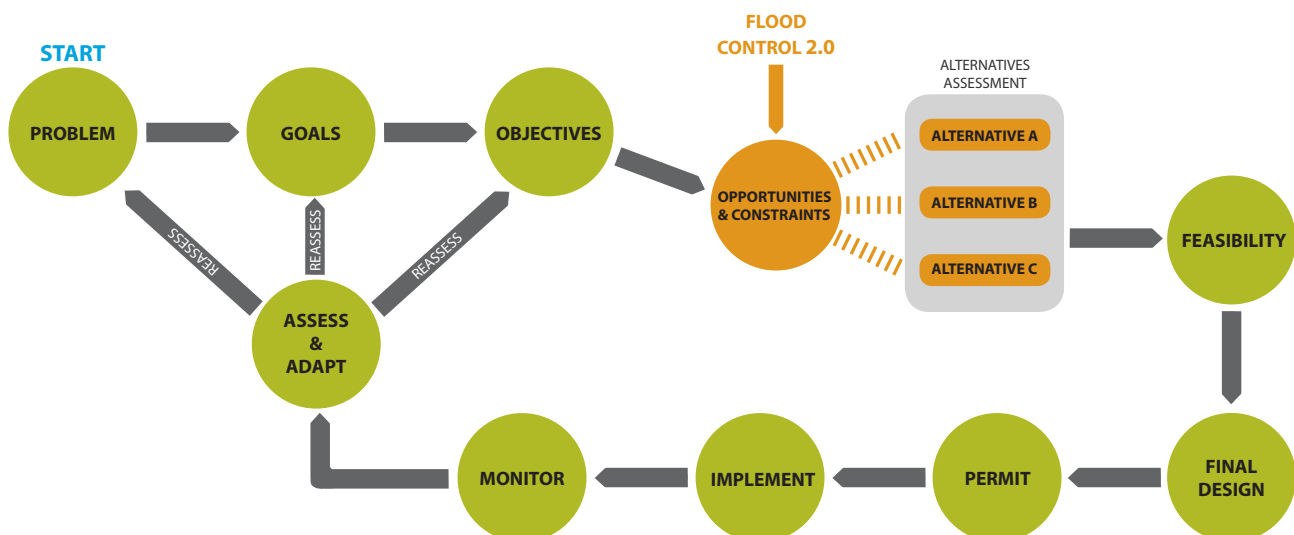 START
PROBLEM
GOALS
OBJECTIVES
FLOOD
CONTROL 2.0
OPPORTUNITIES
& CONSTRAINTS
ALTERNATIVES
ASSESSMENT
ALTERNATIVE A
ALTERNATIVE B
ALTERNATIVE C
FEASIBILITY
FINAL
DESIGN
PERMIT
IMPLEMENT
MONITOR
ASSESS
&
ADAPT
REASSESS
REASSESS
REASSESS